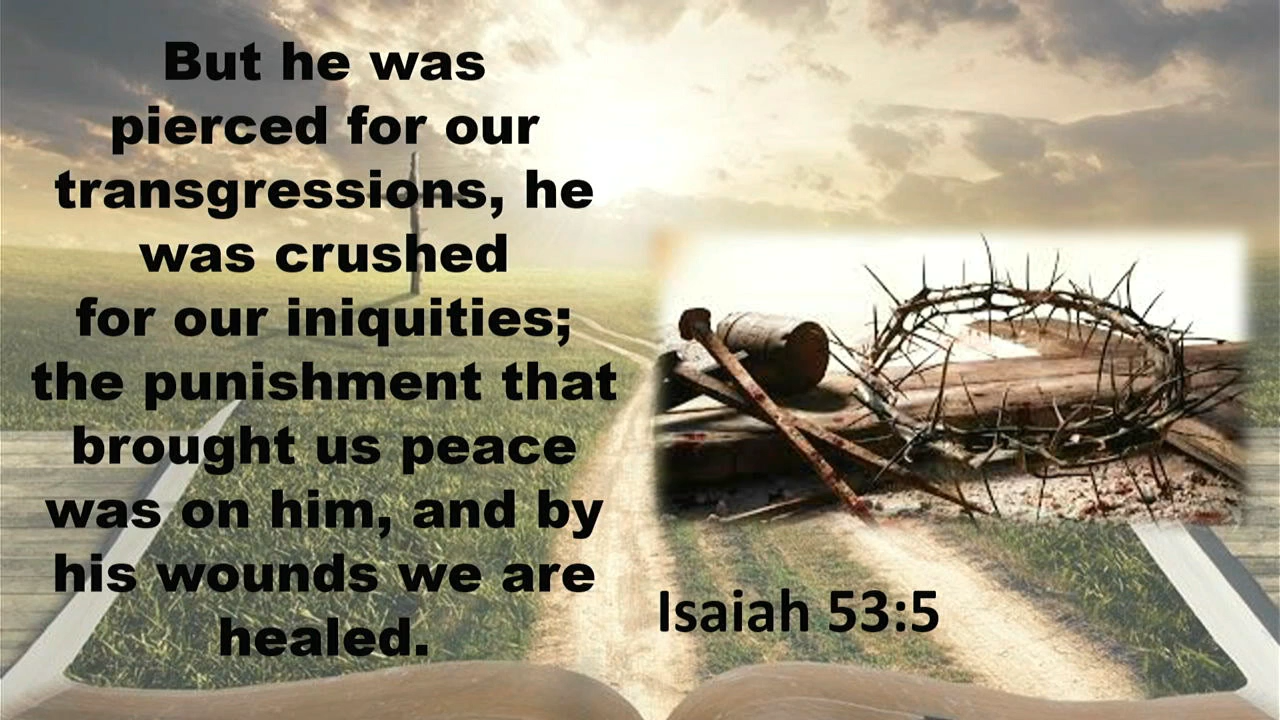 But he was
pierced for our
transgressions, he
was crushed
for our iniquities;
the punishment that
brought us peace
was on him, and by
his wounds we are
healed.
Isaiah 53:5